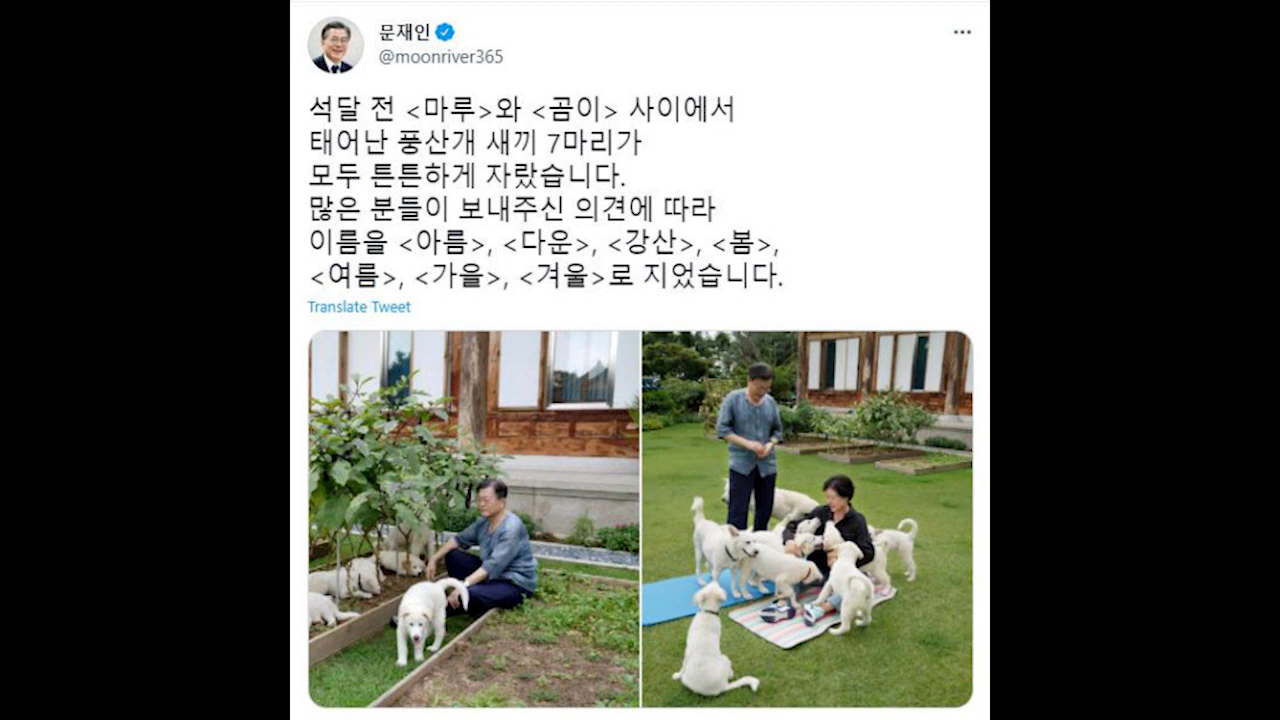 문재인
@moonriver365
석달 전 <마루>와 <곰이> 사이에서
태어난 풍산개 새끼 7마리가
모두 튼튼하게 자랐습니다.
많은 분들이 보내주신 의견에 따라
이름을 <아름>, <다운>, <강산>, <봄>,
<여름>, <가을>, <겨울>로 지었습니다.
Translate Tweet